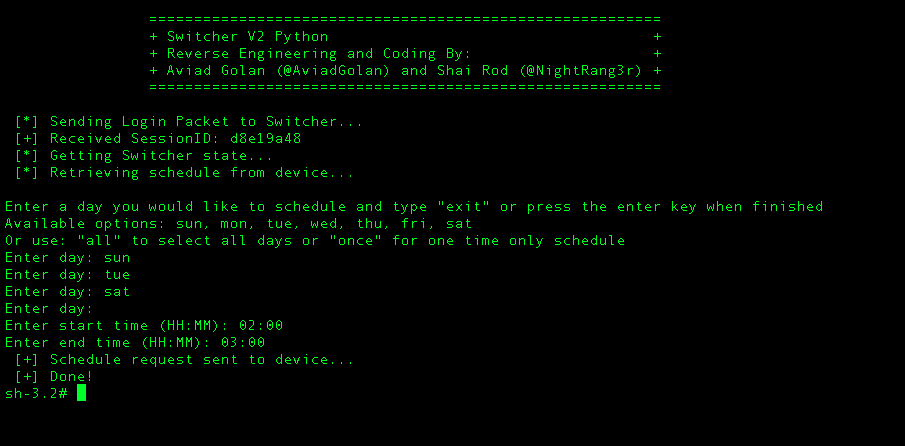 =========================================================
+ Switcher V2 Python +
+ Reverse Engineering and Coding By: +
+ Aviad Golan (@AviadGolan) and Shai Rod (@NightRang3r) +
=========================================================
[*] Sending Login Packet to Switcher...
[+] Received SessionID: d8e19a48
[*] Getting Switcher state...
[*] Retrieving schedule from device...
Enter a day you would like to schedule and type "exit" or press the enter key when finished
Available options: sun, mon, tue, wed, thu, fri, sat
Or use: "all" to select all days or "once" for one time only schedule
Enter day: sun
Enter day: tue
Enter day: sat
Enter day:
Enter start time (HH:MM): 02:00
Enter end time (HH:MM): 03:00
[+] Schedule request sent to device...
[+] Done!
sh-3.2#